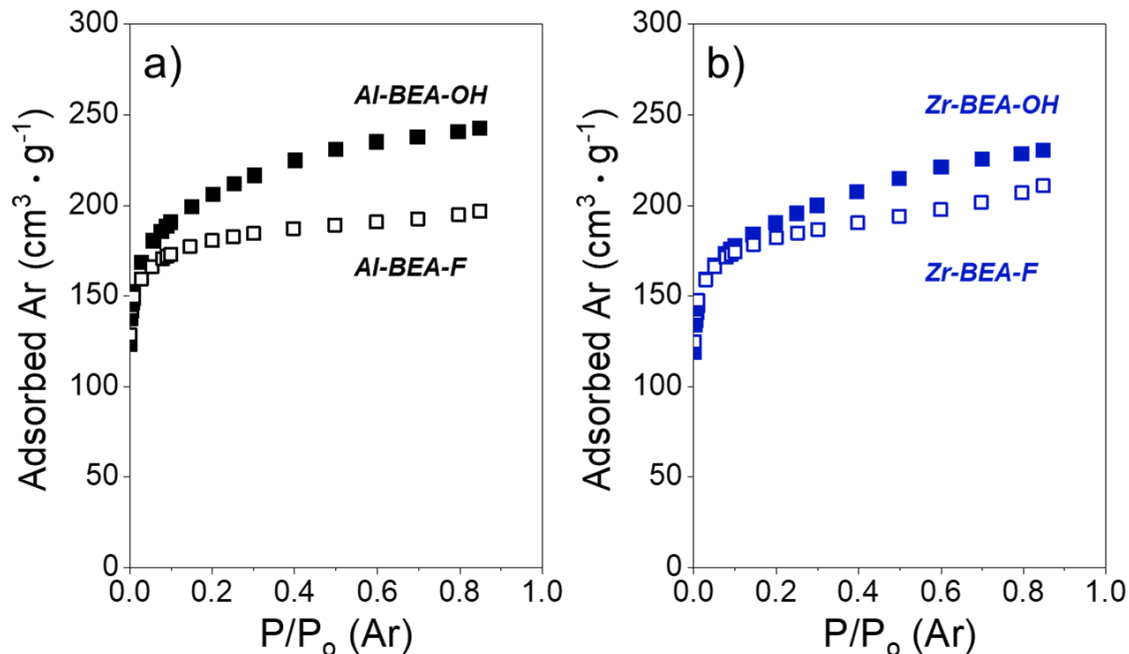 a)
Al-BEA-OH
Al-BEA-F
300
250
200
150
100
50
0
0.0 0.2 0.4 0.6 0.8 1.0
Adsorbed Ar (cm³ · g⁻¹)
P/Pₒ (Ar)
b)
Zr-BEA-OH
Zr-BEA-F
300
250
200
150
100
50
0
0.0 0.2 0.4 0.6 0.8 1.0
Adsorbed Ar (cm³ · g⁻¹)
P/Pₒ (Ar)